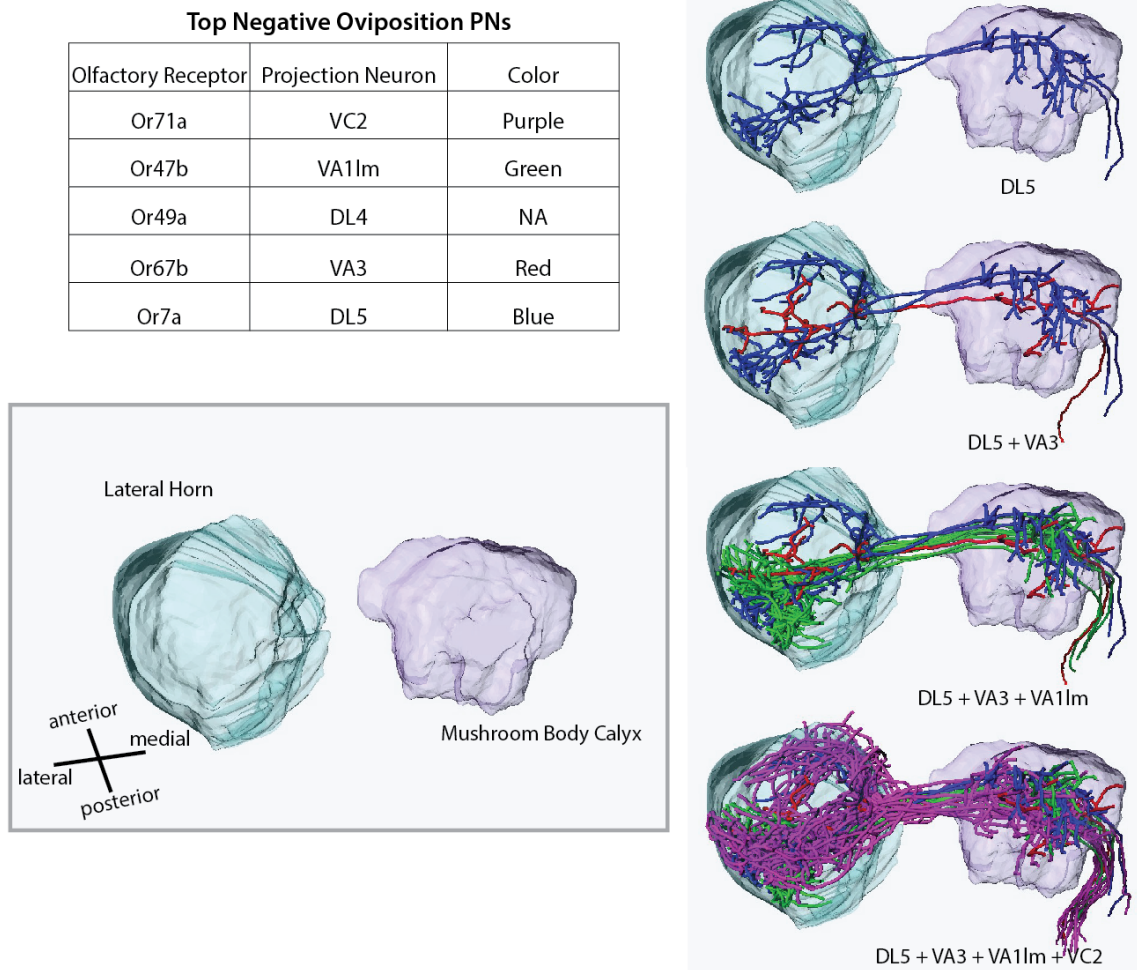 Top Negative Oviposition PNs
Olfactory Receptor Projection Neuron Color
Or71a VC2 Purple
Or47b VA1lm Green
Or49a DL4 NA
Or67b VA3 Red
Or7a DL5 Blue
Lateral Horn
Mushroom Body Calyx
anterior
medial
lateral
posterior
DL5
DL5 + VA3
DL5 + VA3 + VA1lm
DL5 + VA3 + VA1lm + VC2